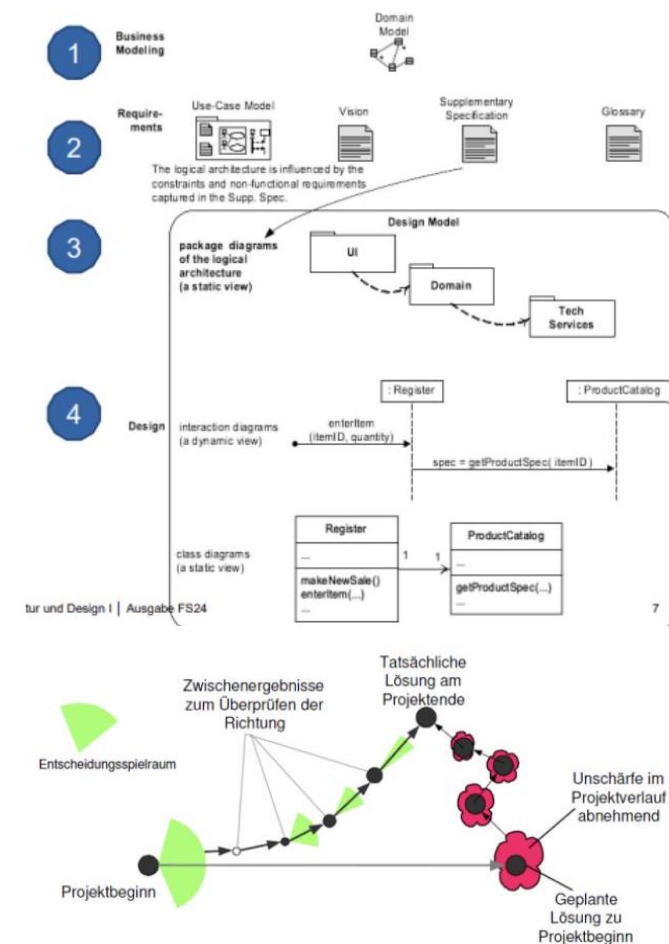 1
Business
Modeling
Domain
Model
*
*
2
Require-
ments
Use-Case Model
Vision
Supplementary
Specification
Glossary
The logical architecture is influenced by the
constraints and non-functional requirements
captured in the Supp. Spec.
3
Design Model
package diagrams
of the logical
architecture
(a static view)
UI
Domain
Tech
Services
4
Design
interaction diagrams
(a dynamic view)
: Register
: ProductCatalog
enterItem
(itemID, quantity)
spec = getProductSpec( itemID )
class diagrams
(a static view)
Register
...
makeNewSale()
enterItem(...)
...
1
1
ProductCatalog
...
getProductSpec(...)
...
tur und Design I | Ausgabe FS24
7
Entscheidungsspielraum
Zwischenergebnisse
zum Überprüfen der
Richtung
Tatsächliche
Lösung am
Projektende
Unschärfe im
Projektverlauf
abnehmend
Projektbeginn
Geplante
Lösung zu
Projektbeginn